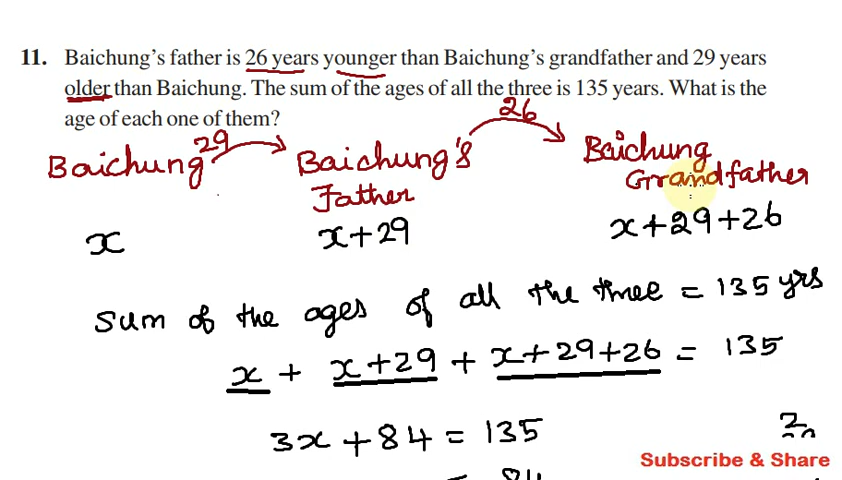 11. Baichung's father is 26 years younger than Baichung's grandfather and 29 years
older than Baichung. The sum of the ages of all the three is 135 years. What is the
age of each one of them?
29
26
Baichung
Baichung's
Father
Baichung
Grrandfather
x
x+29
x+29+26
Sum of the ages of all the three = 135 yrs
x + x+29 + x+29+26 = 135
3x + 84 = 135
Subscribe & Share